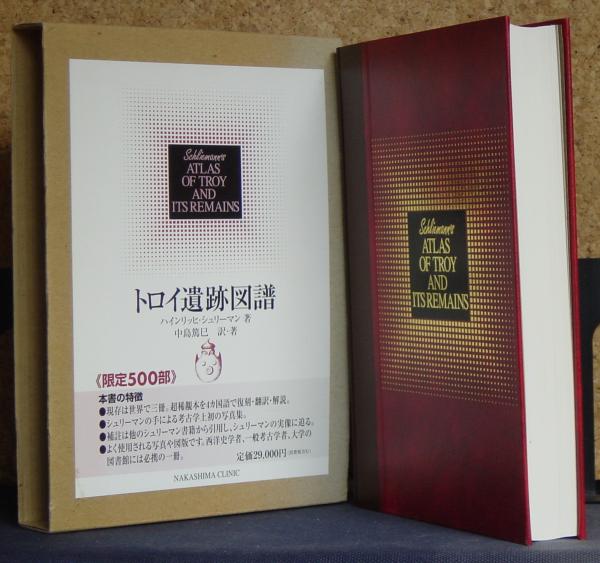 Schliemann's
ATLAS
OF TROY
AND
ITS REMAINS
トロイ遺跡図譜
ハインリッヒ・シュリーマン 著
中島篤巳 訳・著
《限定500部》
本書の特徴
●現存は世界で三冊。超稀覯本を4カ国語で復刻・翻訳・解説。
●シュリーマンの手による考古学上初の写真集。
●補註は他のシュリーマン書籍から引用し、シュリーマンの実像に迫る。
●よく使用される写真や図版です。西洋史学者、一般考古学者、大学の
図書館には必携の一冊。
定価29,000円
NAKASHIMA CLINIC
Schliemann's
ATLAS
OF TROY
AND
ITS REMAINS